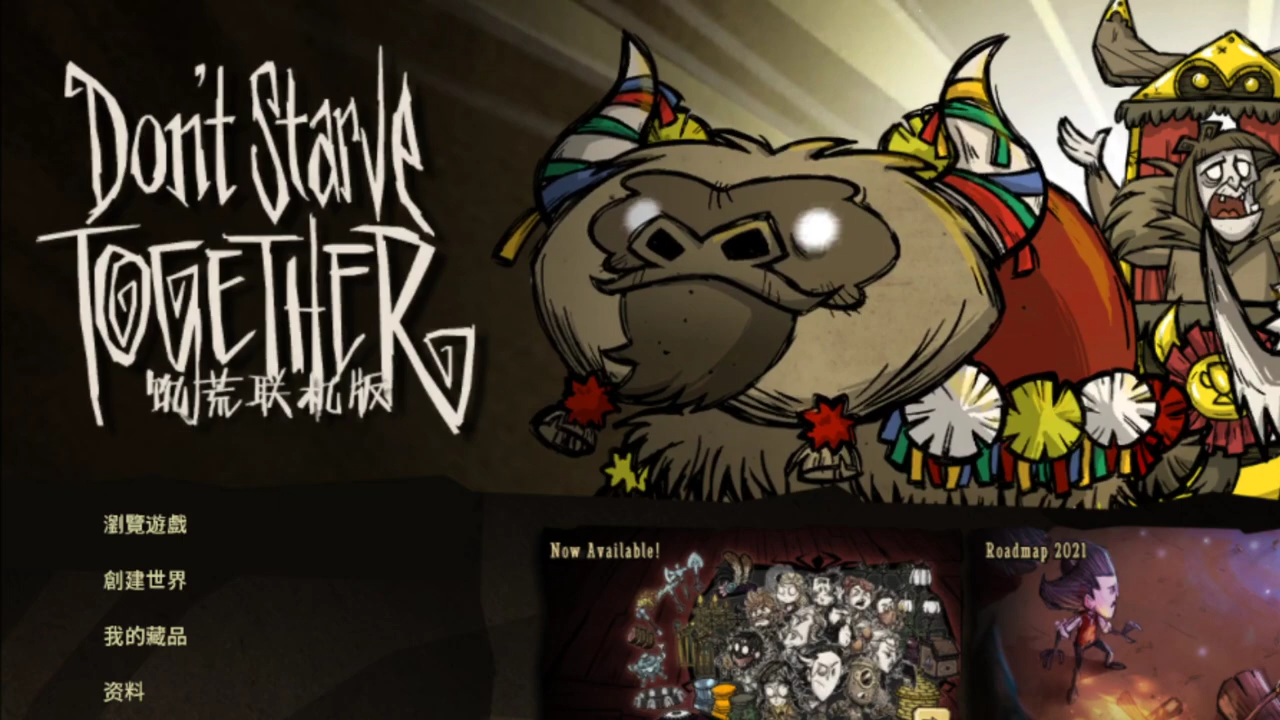 Don't Starve
TOGETHER
饥荒联机版
瀏覽遊戲
創建世界
我的藏品
资料
Now Available!
Roadmap 2021